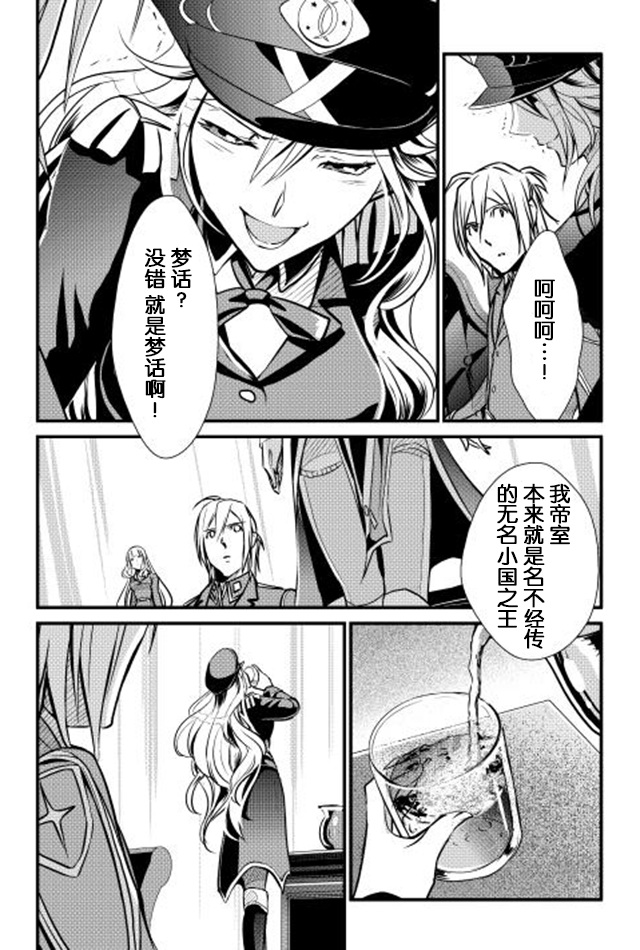 呵呵呵…!
梦话?
没错 就是梦话啊!
我帝室
本来就是名不经传
的无名小国之王